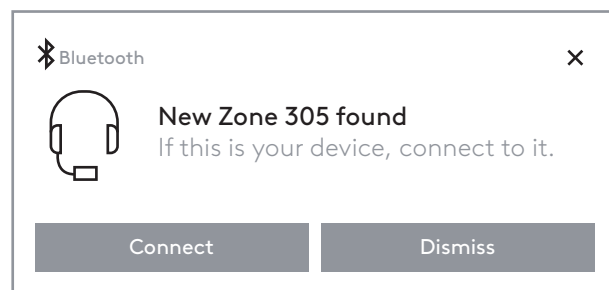 Bluetooth
New Zone 305 found
If this is your device, connect to it.
Connect
Dismiss